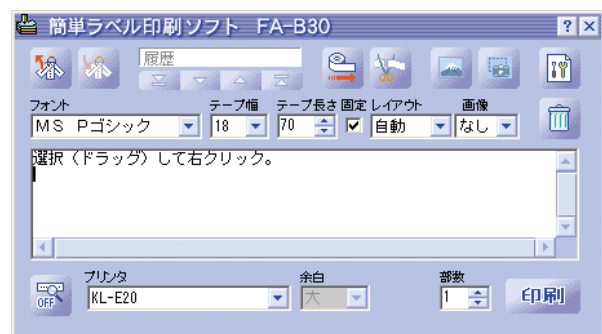 簡単ラベル印刷ソフト FA-B30
履歴
フォント テープ幅 テープ長さ 固定 レイアウト 画像
MS Pゴシック 18 70 自動 なし
選択（ドラッグ）して右クリック。
プリンタ 余白 部数
OFF KL-E20 大 1 印刷